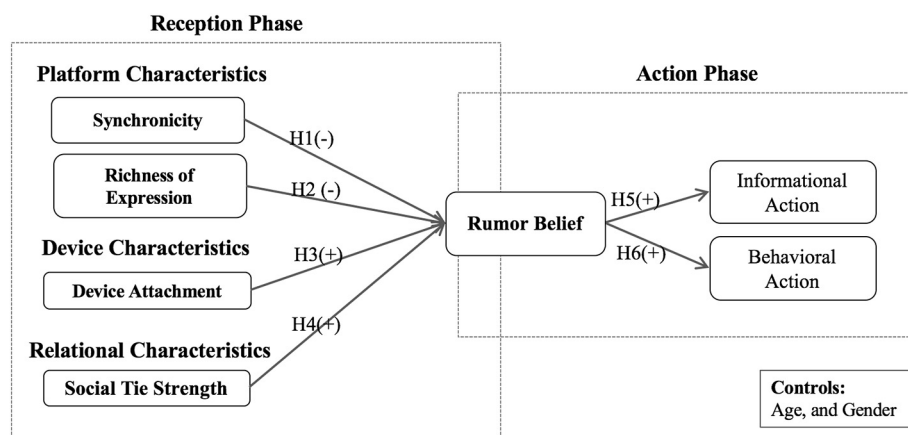 Reception Phase
Platform Characteristics
Synchronicity
H1(-)
Richness of
Expression
H2 (-)
Device Characteristics
Device Attachment
H3(+)
Relational Characteristics
Social Tie Strength
H4(+)
Rumor Belief
Action Phase
H5(+)
Informational
Action
H6(+)
Behavioral
Action
Controls:
Age, and Gender